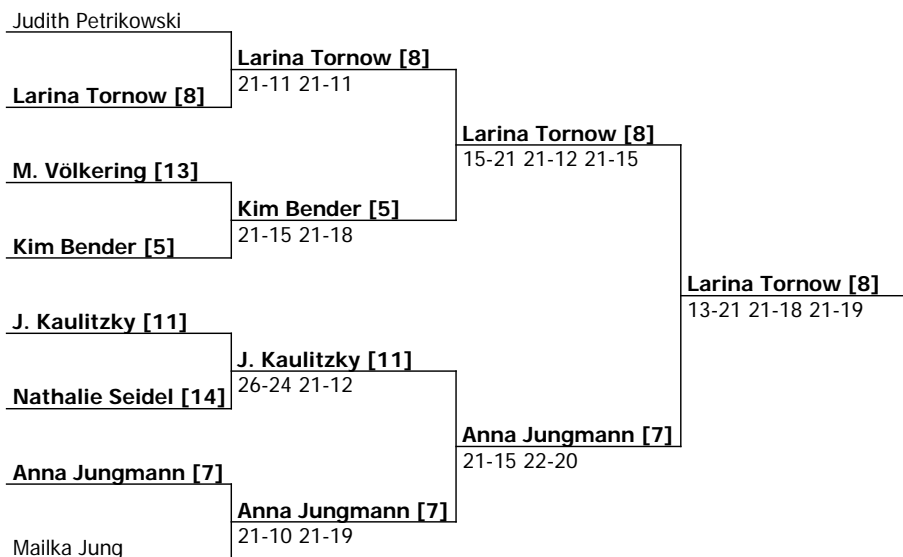 Judith Petrikowski
Larina Tornow [8]
21-11 21-11
Larina Tornow [8]
Larina Tornow [8]
15-21 21-12 21-15
M. Völkering [13]
Kim Bender [5]
21-15 21-18
Kim Bender [5]
Larina Tornow [8]
13-21 21-18 21-19
J. Kaulitzky [11]
J. Kaulitzky [11]
26-24 21-12
Nathalie Seidel [14]
Anna Jungmann [7]
21-15 22-20
Anna Jungmann [7]
Anna Jungmann [7]
21-10 21-19
Mailka Jung